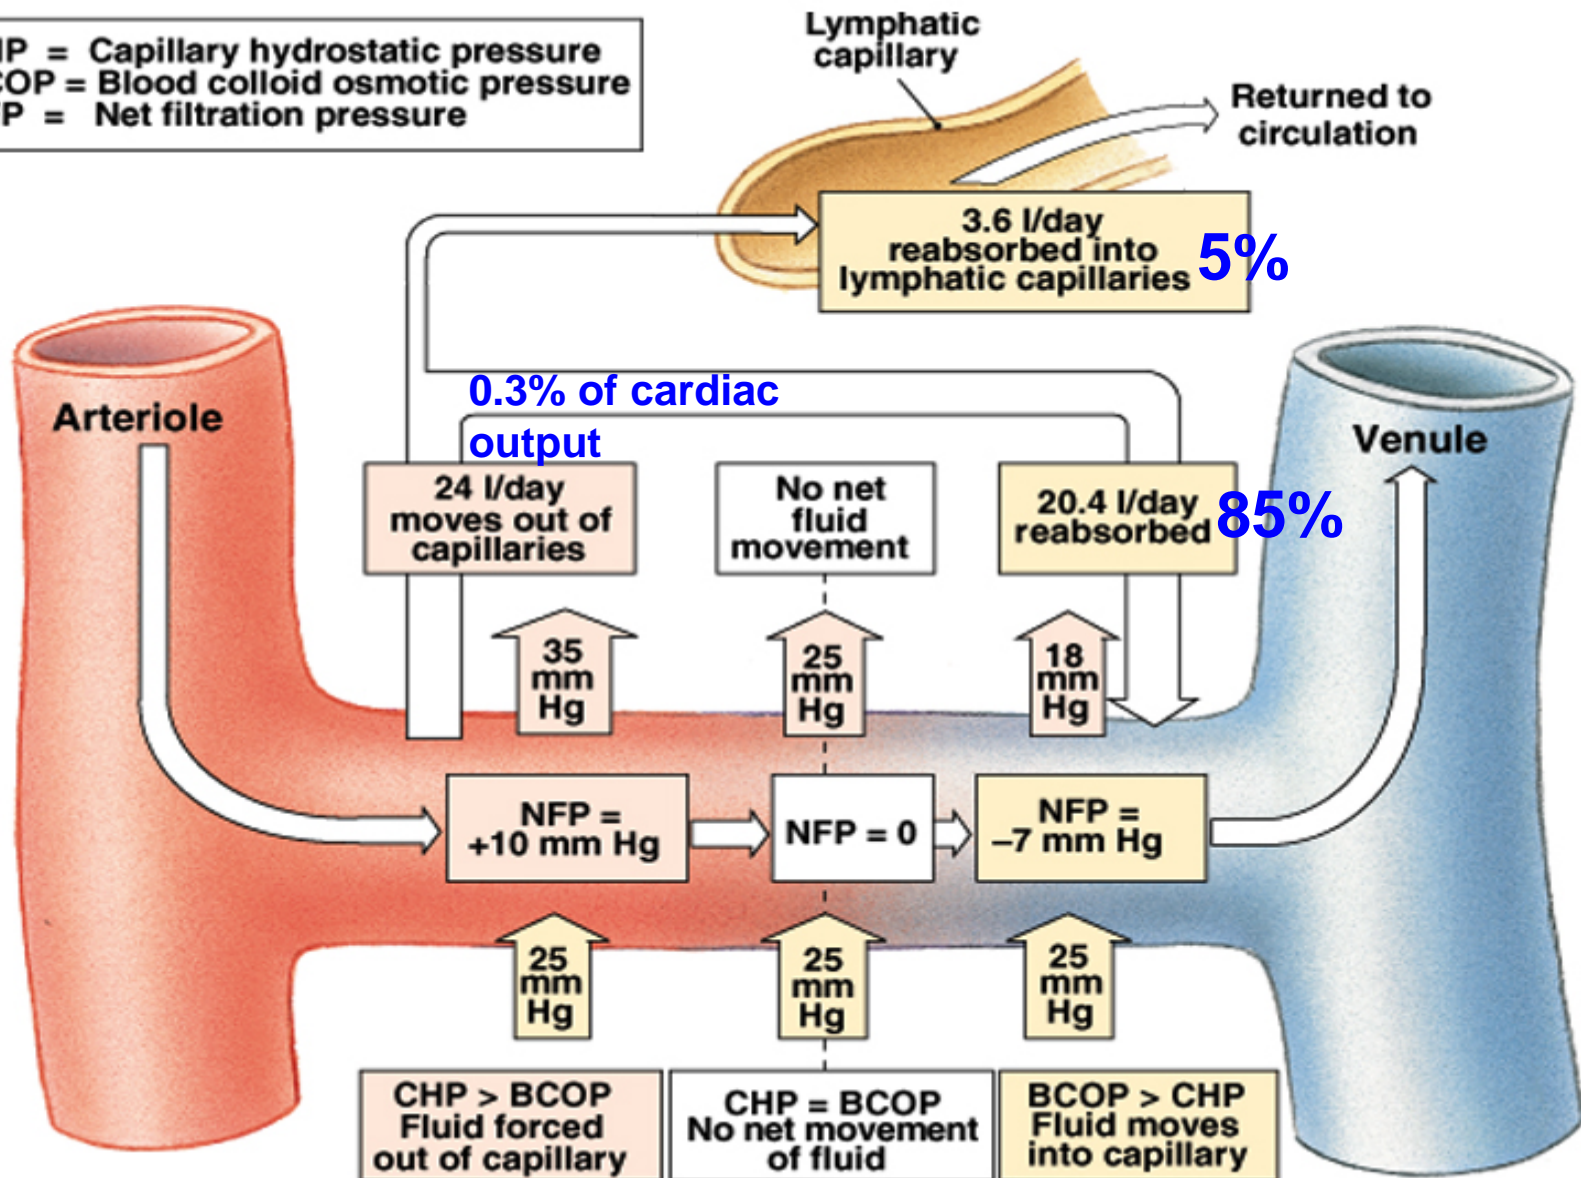 HP = Capillary hydrostatic pressure
COP = Blood colloid osmotic pressure
FP = Net filtration pressure
Lymphatic
capillary
Returned to
circulation
3.6 l/day
reabsorbed into
lymphatic capillaries
5%
Arteriole
0.3% of cardiac
output
Venule
24 l/day
moves out of
capillaries
No net
fluid
movement
20.4 l/day
reabsorbed
85%
35
mm
Hg
25
mm
Hg
18
mm
Hg
NFP =
+10 mm Hg
NFP = 0
NFP =
–7 mm Hg
25
mm
Hg
25
mm
Hg
25
mm
Hg
CHP > BCOP
Fluid forced
out of capillary
CHP = BCOP
No net movement
of fluid
BCOP > CHP
Fluid moves
into capillary